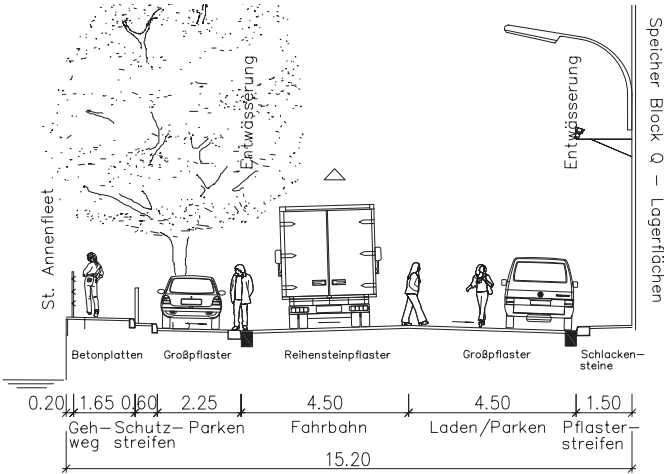 Entwässerung
Entwässerung
Speicher Block Q – Lagerflächen
St. Annenfleet
Betonplatten
Großpflaster
Reihensteinpflaster
Großpflaster
Schlacken-
steine
0.20
1.65
0.60
2.25
4.50
4.50
1.50
Geh-
weg
Schutz-
streifen
Parken
Fahrbahn
Laden/Parken
Pflaster-
streifen
15.20